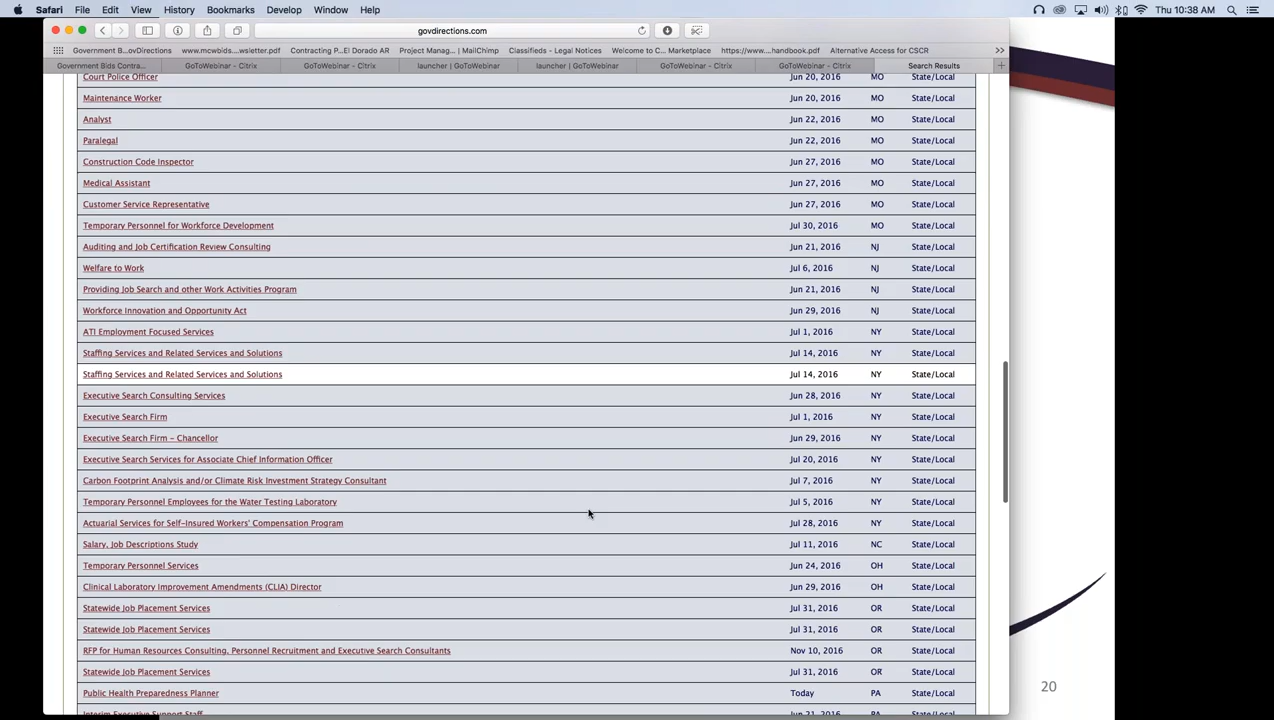 Safari File Edit View History Bookmarks Develop Window Help Thu 10:38 AM
govdirections.com
Government B...ovDirections www.mcwbids....wsletter.pdf Contracting P...El Dorado AR Project Manag... | MailChimp Classifieds - Legal Notices Welcome to C... Marketplace https://www....handbook.pdf Alternative Access for CSCR >>
Government Bids Contra... GoToWebinar - Citrix GoToWebinar - Citrix launcher | GoToWebinar launcher | GoToWebinar GoToWebinar - Citrix GoToWebinar - Citrix Search Results +
Court Police Officer Jun 20, 2016 MO State/Local
Maintenance Worker Jun 20, 2016 MO State/Local
Analyst Jun 22, 2016 MO State/Local
Paralegal Jun 22, 2016 MO State/Local
Construction Code Inspector Jun 27, 2016 MO State/Local
Medical Assistant Jun 27, 2016 MO State/Local
Customer Service Representative Jun 27, 2016 MO State/Local
Temporary Personnel for Workforce Development Jul 30, 2016 MO State/Local
Auditing and Job Certification Review Consulting Jun 21, 2016 NJ State/Local
Welfare to Work Jul 6, 2016 NJ State/Local
Providing Job Search and other Work Activities Program Jun 21, 2016 NJ State/Local
Workforce Innovation and Opportunity Act Jun 29, 2016 NJ State/Local
ATI Employment Focused Services Jul 1, 2016 NY State/Local
Staffing Services and Related Services and Solutions Jul 14, 2016 NY State/Local
Staffing Services and Related Services and Solutions Jul 14, 2016 NY State/Local
Executive Search Consulting Services Jun 28, 2016 NY State/Local
Executive Search Firm Jul 1, 2016 NY State/Local
Executive Search Firm - Chancellor Jun 29, 2016 NY State/Local
Executive Search Services for Associate Chief Information Officer Jul 20, 2016 NY State/Local
Carbon Footprint Analysis and/or Climate Risk Investment Strategy Consultant Jul 7, 2016 NY State/Local
Temporary Personnel Employees for the Water Testing Laboratory Jul 5, 2016 NY State/Local
Actuarial Services for Self-Insured Workers' Compensation Program Jul 28, 2016 NY State/Local
Salary, Job Descriptions Study Jul 11, 2016 NC State/Local
Temporary Personnel Services Jun 24, 2016 OH State/Local
Clinical Laboratory Improvement Amendments (CLIA) Director Jun 29, 2016 OH State/Local
Statewide Job Placement Services Jul 31, 2016 OR State/Local
Statewide Job Placement Services Jul 31, 2016 OR State/Local
RFP for Human Resources Consulting, Personnel Recruitment and Executive Search Consultants Nov 10, 2016 OR State/Local
Statewide Job Placement Services Jul 31, 2016 OR State/Local
Public Health Preparedness Planner Today PA State/Local
Interim Executive Support Staff Jun 21, 2016 PA State/Local
20